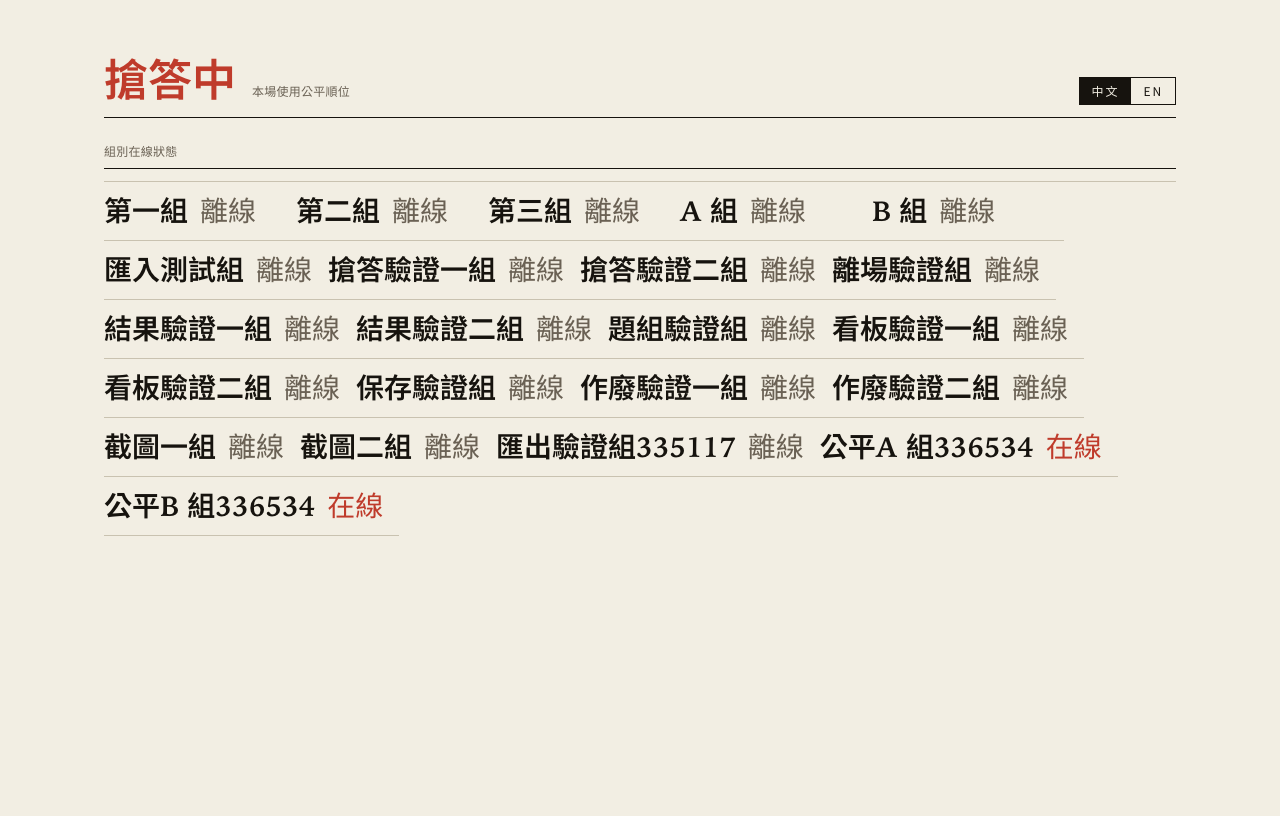 搶答中 本場使用公平順位 中文 EN
組別在線狀態
第一組 離線 第二組 離線 第三組 離線 A 組 離線 B 組 離線
匯入測試組 離線 搶答驗證一組 離線 搶答驗證二組 離線 離場驗證組 離線
結果驗證一組 離線 結果驗證二組 離線 題組驗證組 離線 看板驗證一組 離線
看板驗證二組 離線 保存驗證組 離線 作廢驗證一組 離線 作廢驗證二組 離線
截圖一組 離線 截圖二組 離線 匯出驗證組335117 離線 公平A 組336534 在線
公平B 組336534 在線